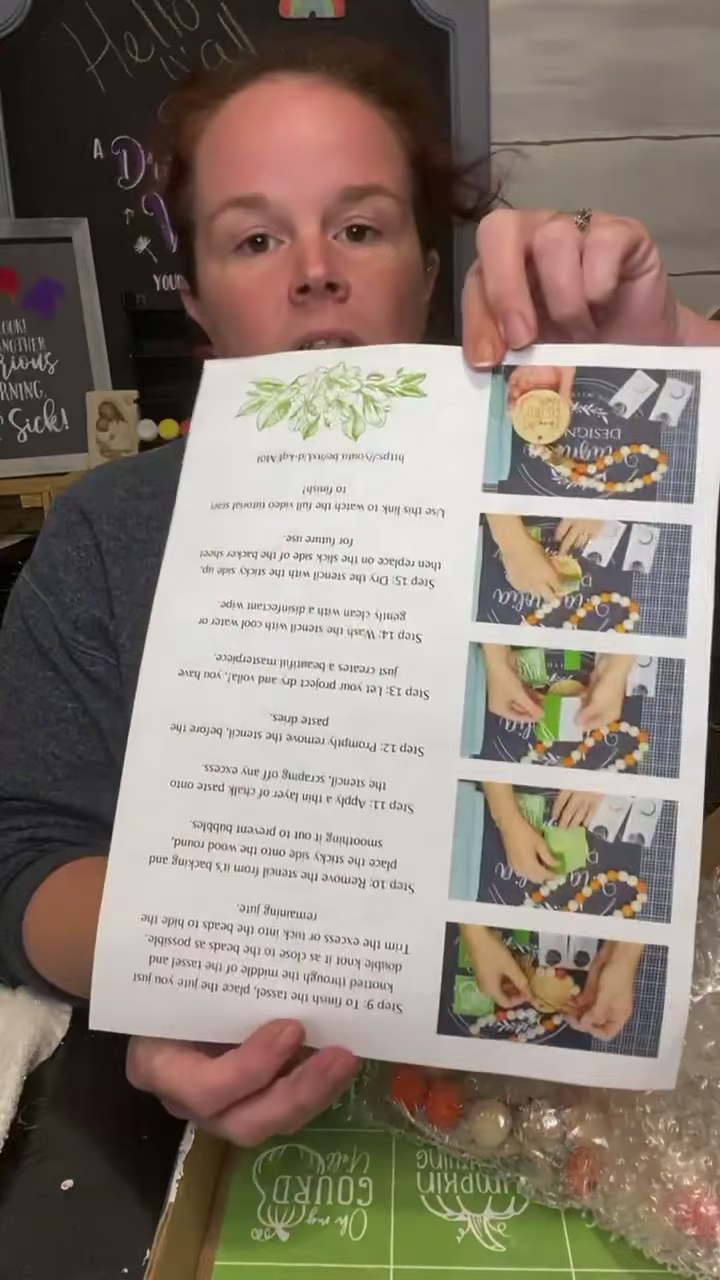 Hello
y'all
A
YOUR
LOOK!
ANOTHER
RNING,
Sick!
Step 9: To finish the tassel, place the jute you just
knotted through the middle of the tassel and
double knot it as close to the beads as possible.
Trim the excess or tuck into the beads to hide the
remaining jute.
Step 10: Remove the stencil from it's backing and
place the sticky side onto the wood round,
smoothing it out to prevent bubbles.
Step 11: Apply a thin layer of chalk paste onto
the stencil, scraping off any excess.
Step 12: Promptly remove the stencil, before the
paste dries.
Step 13: Let your project dry and voila!, you have
just creates a beautiful masterpiece.
Step 14: Wash the stencil with cool water or
gently clean with a disinfectant wipe.
Step 15: Dry the stencil with the sticky side up,
then replace on the slick side of the backer sheet
for future use.
Use this link to watch the full video tutorial start
to finish!
DESIGN
Oh my
GOURD
Y'all